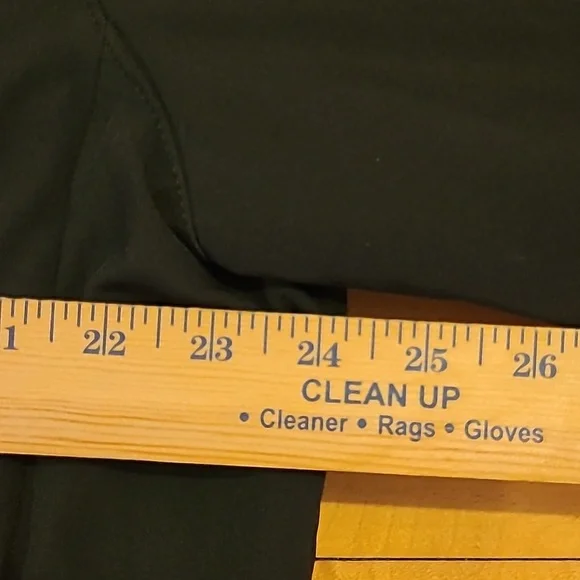 1 22 23 24 25 26
CLEAN UP
• Cleaner • Rags • Gloves